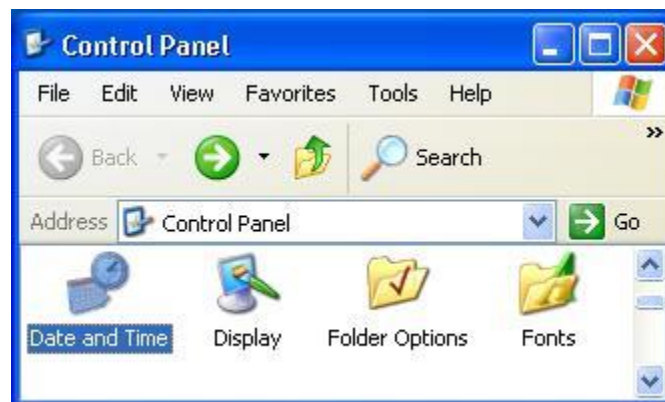 Control Panel
File Edit View Favorites Tools Help
Back Search »
Address Control Panel Go
Date and Time Display Folder Options Fonts